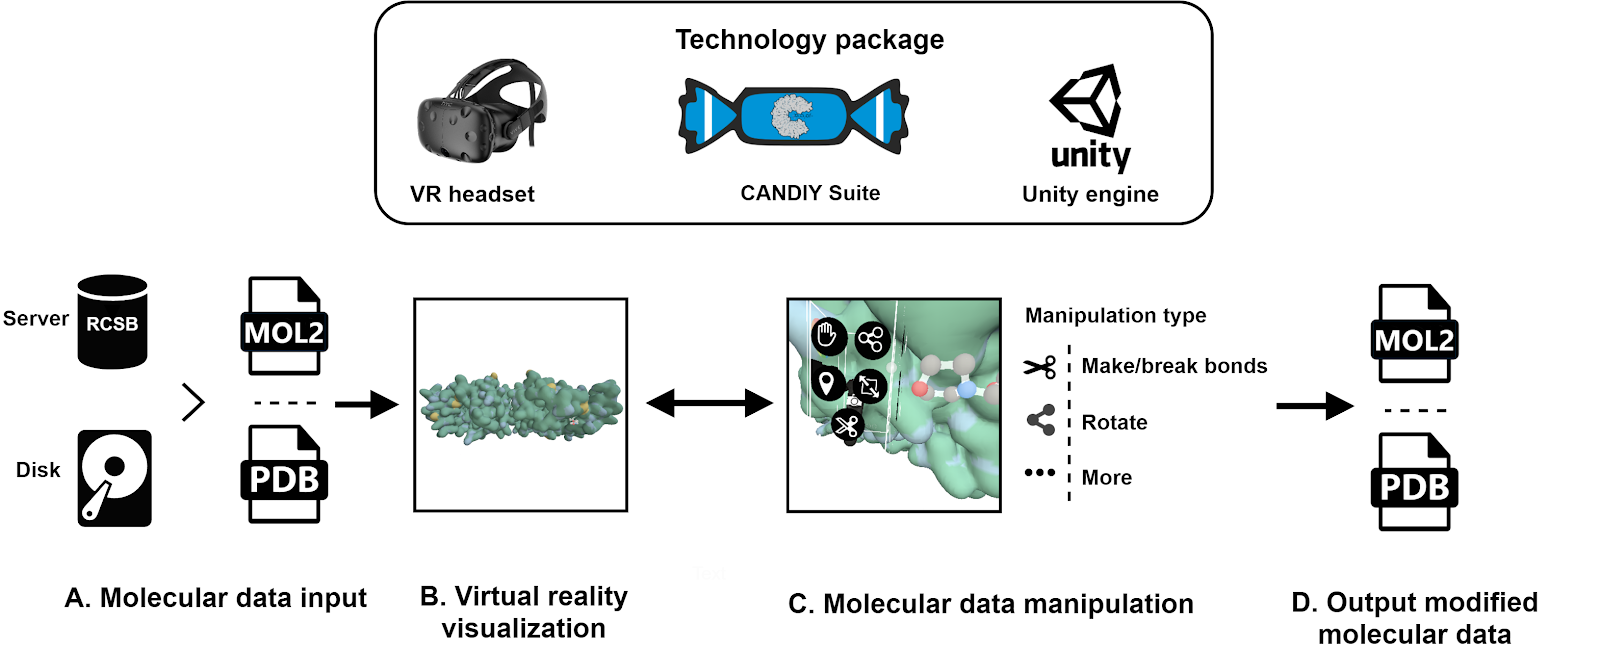 Technology package
VR headset
CANDIY Suite
unity
Unity engine
Server
RCSB
MOL2
Disk
PDB
Manipulation type
Make/break bonds
Rotate
More
MOL2
PDB
A. Molecular data input
B. Virtual reality
visualization
C. Molecular data manipulation
D. Output modified
molecular data